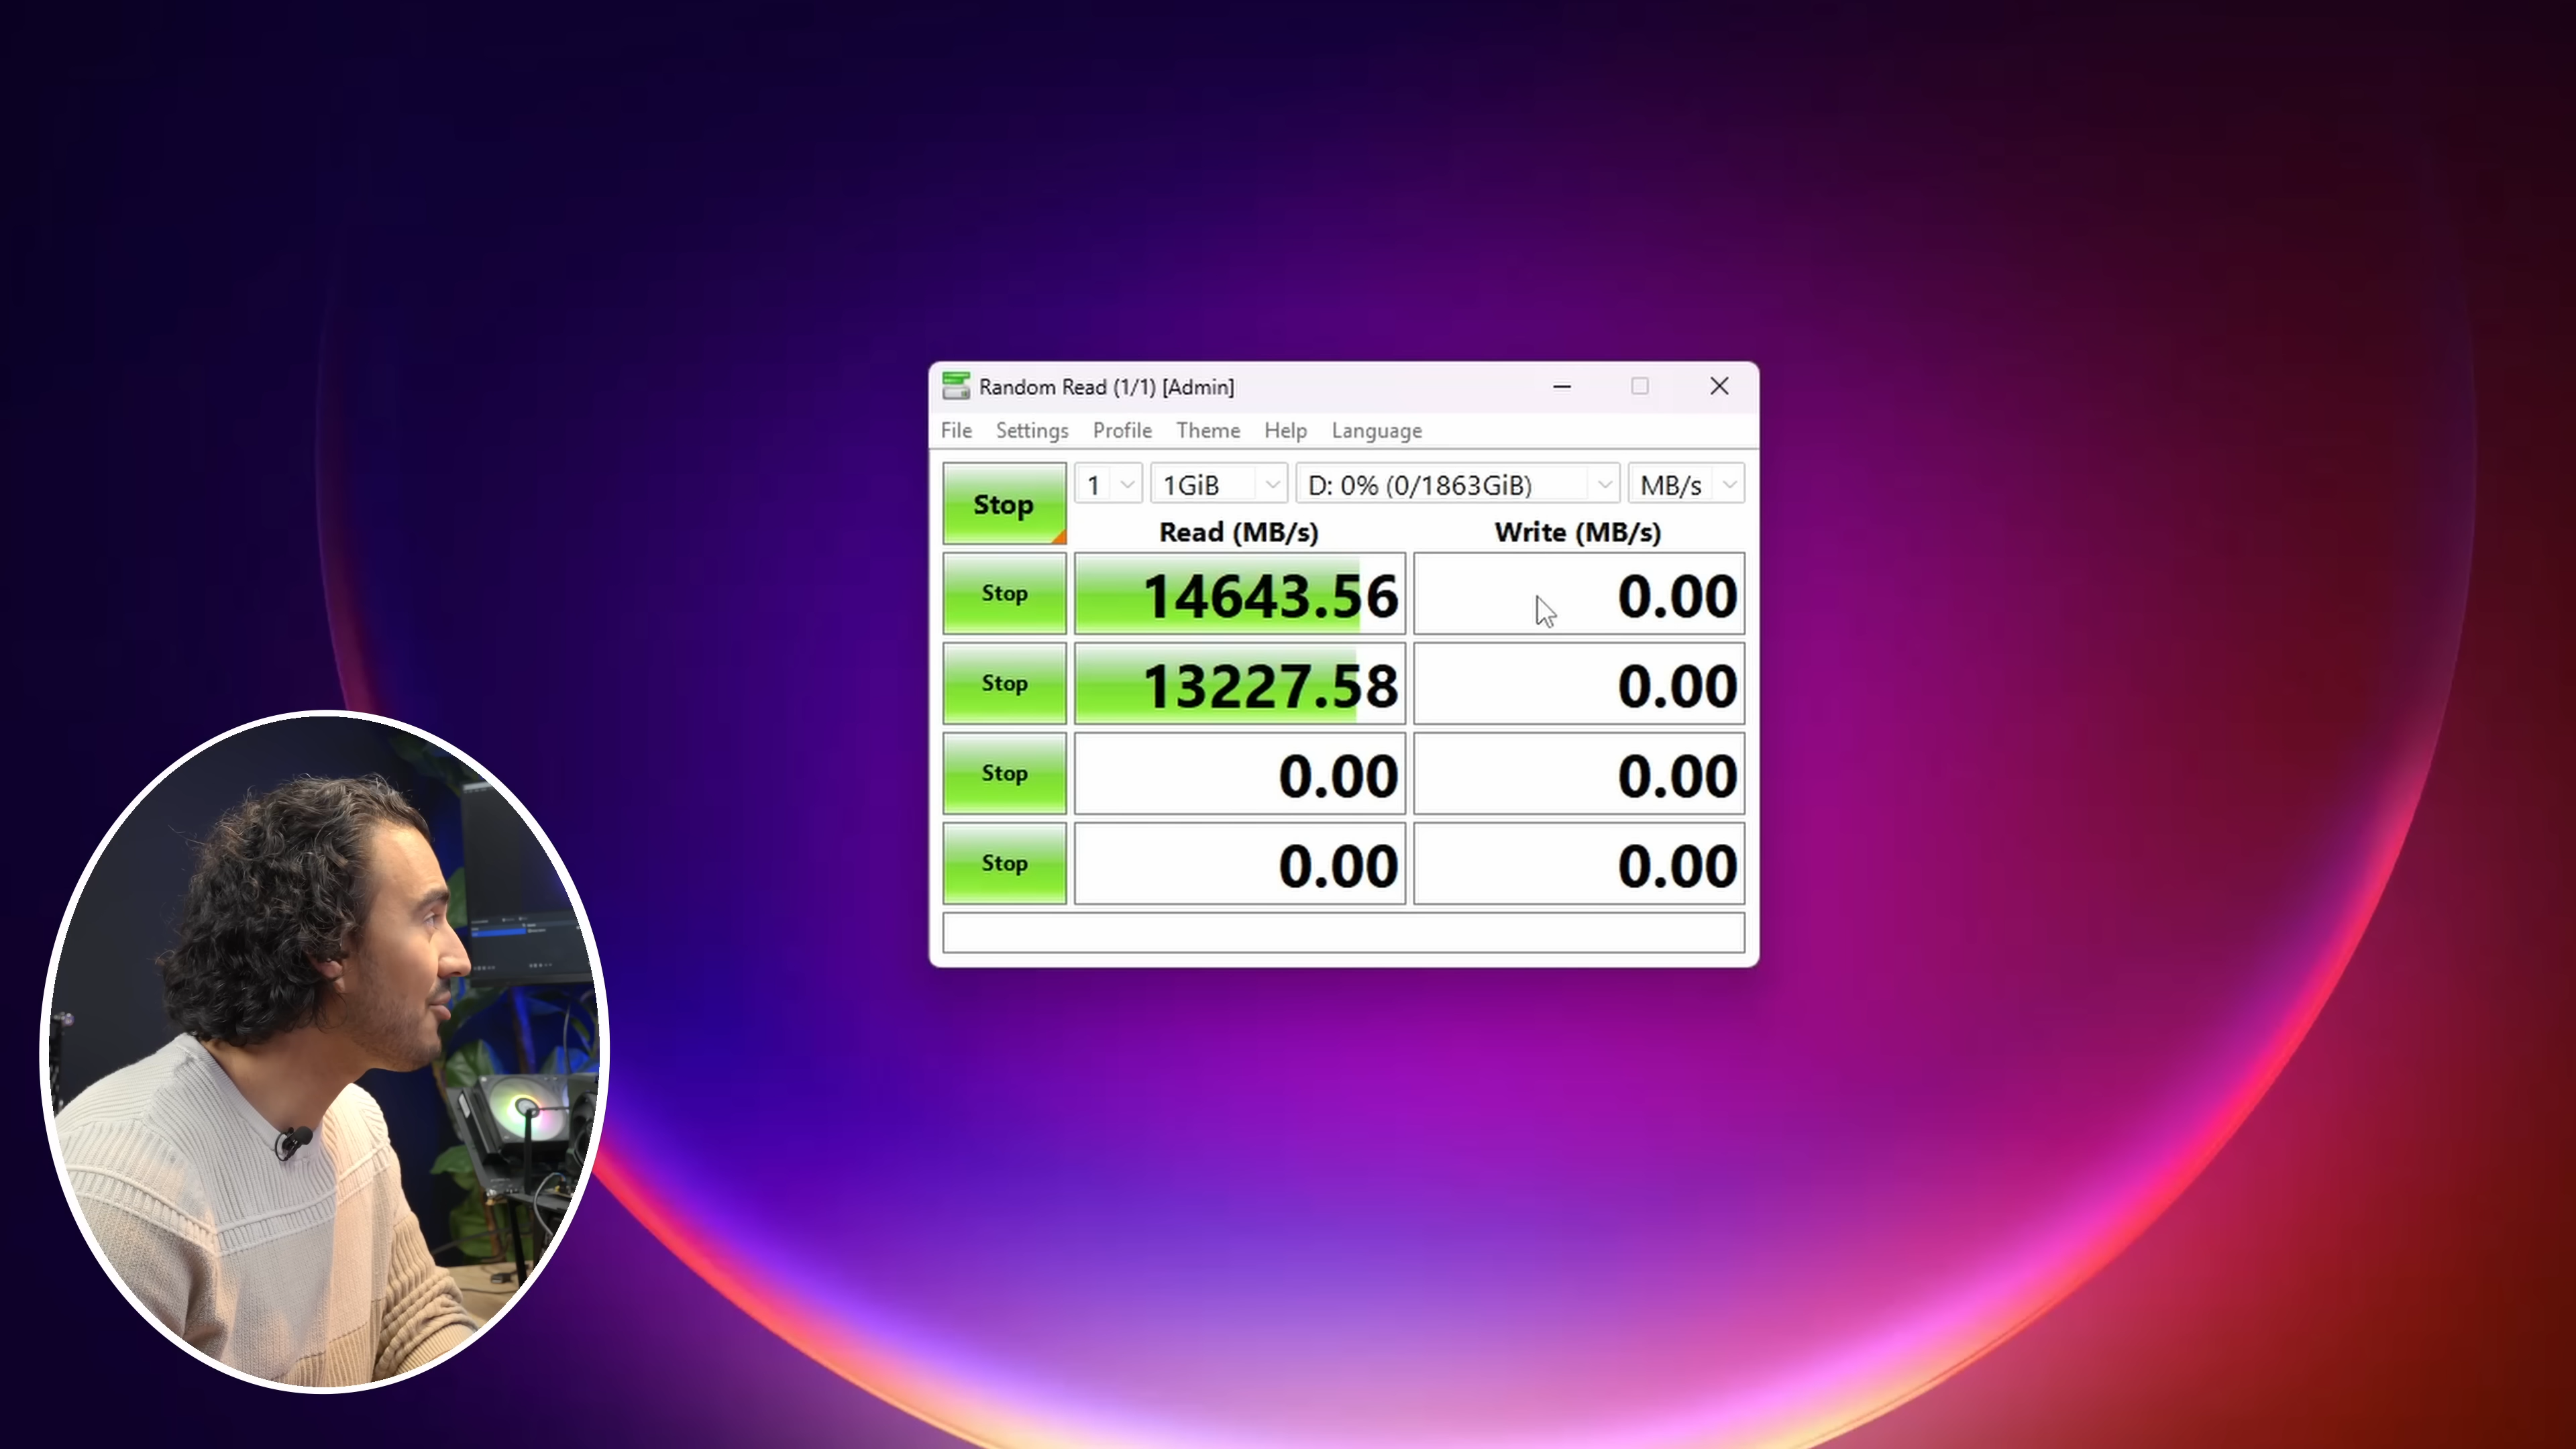 Random Read (1/1) [Admin]
File Settings Profile Theme Help Language
Stop 1 1GiB D: 0% (0/1863GiB) MB/s
Read (MB/s) Write (MB/s)
Stop 14643.56 0.00
Stop 13227.58 0.00
Stop 0.00 0.00
Stop 0.00 0.00